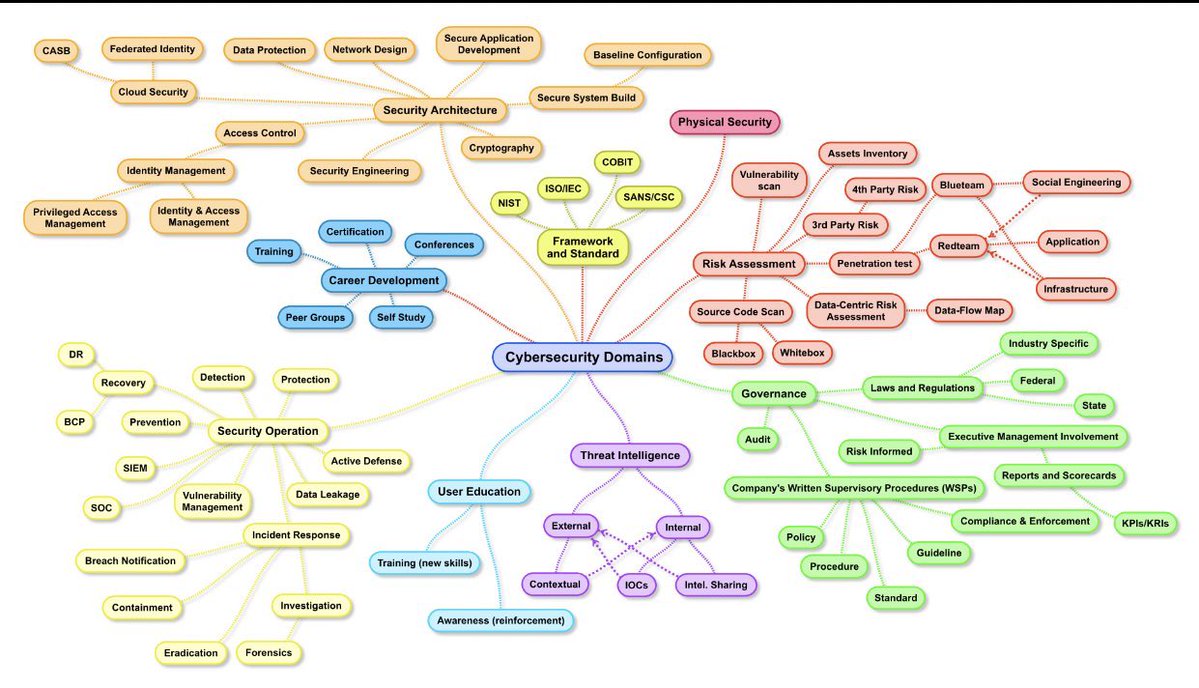 CASB
Federated Identity
Cloud Security
Data Protection
Network Design
Secure Application
Development
Baseline Configuration
Secure System Build
Security Architecture
Cryptography
Security Engineering
Access Control
Identity Management
Privileged Access
Management
Identity & Access
Management
Physical Security
COBIT
ISO/IEC
NIST
SANS/CSC
Framework
and Standard
Certification
Training
Conferences
Career Development
Peer Groups
Self Study
Vulnerability
scan
Assets Inventory
4th Party Risk
3rd Party Risk
Blueteam
Social Engineering
Redteam
Application
Infrastructure
Risk Assessment
Penetration test
Source Code Scan
Blackbox
Whitebox
Data-Centric Risk
Assessment
Data-Flow Map
Cybersecurity Domains
DR
Recovery
BCP
Detection
Protection
Prevention
Security Operation
SIEM
SOC
Vulnerability
Management
Active Defense
Data Leakage
Incident Response
Breach Notification
Containment
Eradication
Forensics
Investigation
User Education
Training (new skills)
Awareness (reinforcement)
Threat Intelligence
External
Internal
Contextual
IOCs
Intel. Sharing
Governance
Audit
Laws and Regulations
Industry Specific
Federal
State
Executive Management Involvement
Risk Informed
Reports and Scorecards
KPIs/KRIs
Company's Written Supervisory Procedures (WSPs)
Compliance & Enforcement
Policy
Procedure
Guideline
Standard